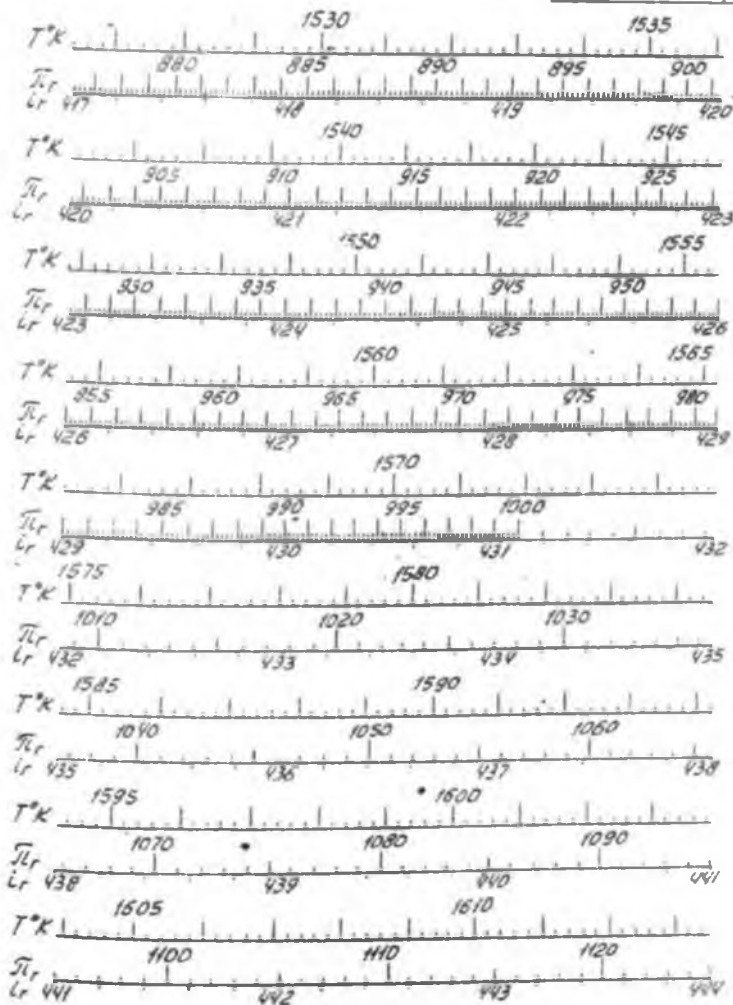 1530 1535
T°K
880 885 890 895 900
πr
ir 417 418 419 420
1540 1545
T°K
905 910 915 920 925
πr
ir 420 421 422 423
1550 1555
T°K
930 935 940 945 950
πr
ir 423 424 425 426
1560 1565
T°K
955 960 965 970 975 980
πr
ir 426 427 428 429
1570
T°K
985 990 995 1000
πr
ir 429 430 431 432
1575 1580
T°K
1010 1020 1030
πr
ir 432 433 434 435
1585 1590
T°K
1040 1050 1060
πr
ir 435 436 437 438
1595 1600
T°K
1070 1080 1090
πr
ir 438 439 440 441
1605 1610
T°K
1100 1110 1120
πr
ir 441 442 443 444